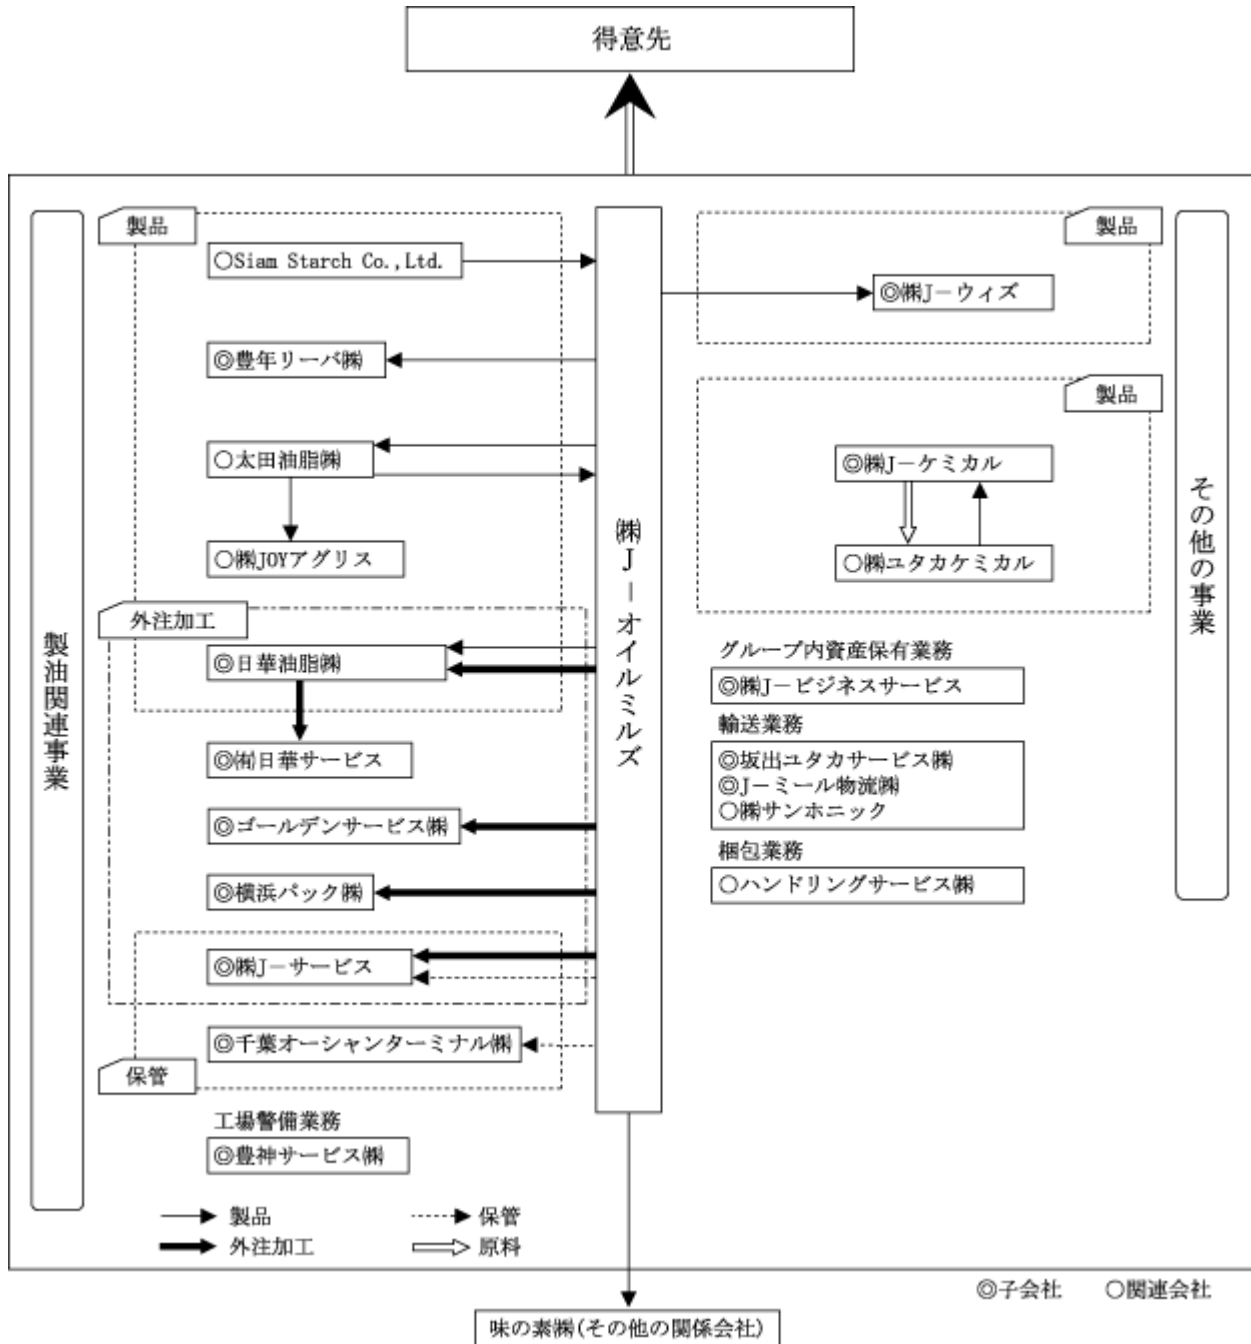 得意先
製油関連事業
製品
○Siam Starch Co.,Ltd.
◎豊年リーバ㈱
○太田油脂㈱
○㈱JOYアグリス
外注加工
◎日華油脂㈱
◎㈲日華サービス
◎ゴールデンサービス㈱
◎横浜パック㈱
◎㈱J－サービス
◎千葉オーシャンターミナル㈱
保管
工場警備業務
◎豊神サービス㈱
㈱J－オイルミルズ
製品
◎㈱J－ウィズ
製品
◎㈱J－ケミカル
○㈱ユタカケミカル
グループ内資産保有業務
◎㈱J－ビジネスサービス
輸送業務
◎坂出ユタカサービス㈱
◎J－ミール物流㈱
○㈱サンホニック
梱包業務
○ハンドリングサービス㈱
その他の事業
製品
保管
外注加工
原料
◎子会社 ○関連会社
味の素㈱(その他の関係会社)